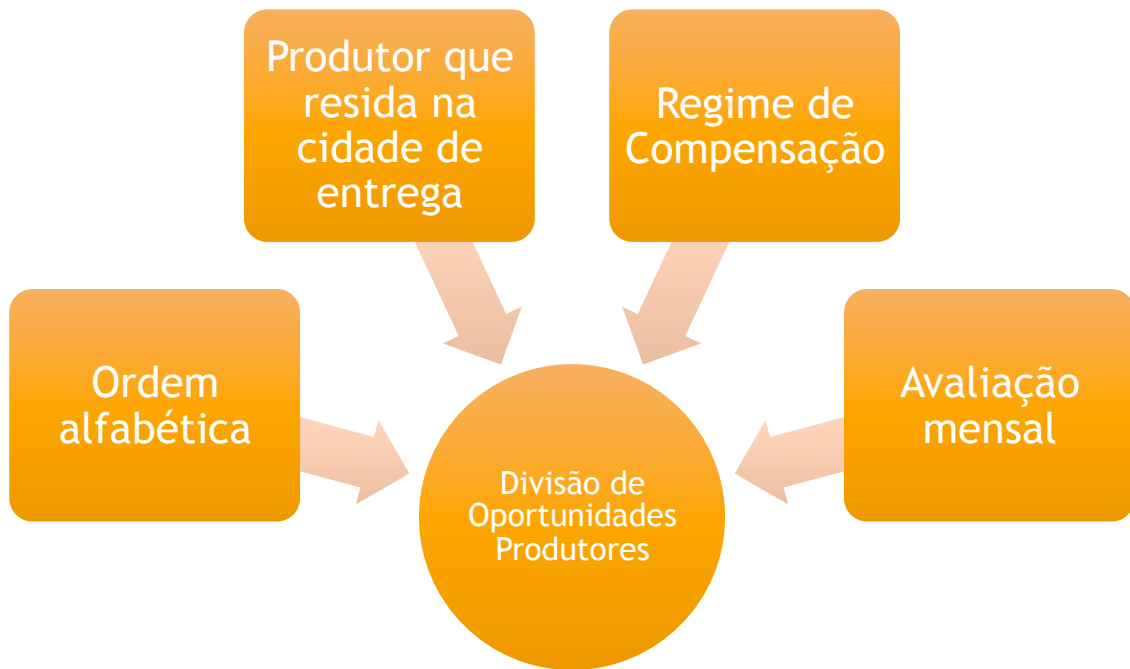 Produtor que
resida na
cidade de
entrega
Regime de
Compensação
Ordem
alfabética
Avaliação
mensal
Divisão de
Oportunidades
Produtores